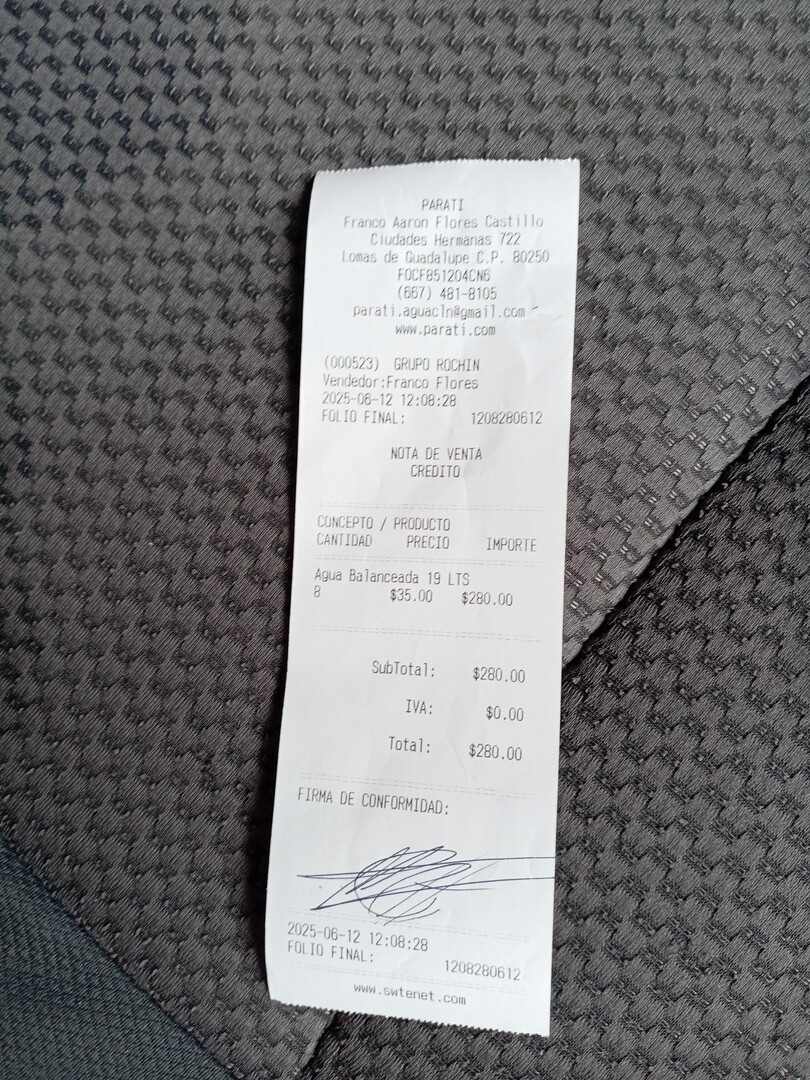 PARATI
Franco Aaron Flores Castillo
Ciudades Hermanas 722
Lomas de Guadalupe C.P. 80250
FOCF851204CN6
(667) 481-8105
parati.aguacln@gmail.com
www.parati.com
(000523) GRUPO ROCHIN
Vendedor:Franco Flores
2025-06-12 12:08:28
FOLIO FINAL: 1208280612
NOTA DE VENTA
CREDITO
CONCEPTO / PRODUCTO
CANTIDAD PRECIO IMPORTE
Agua Balanceada 19 LTS
8 $35.00 $280.00
SubTotal: $280.00
IVA: $0.00
Total: $280.00
FIRMA DE CONFORMIDAD:
2025-06-12 12:08:28
FOLIO FINAL: 1208280612
www.swtenet.com